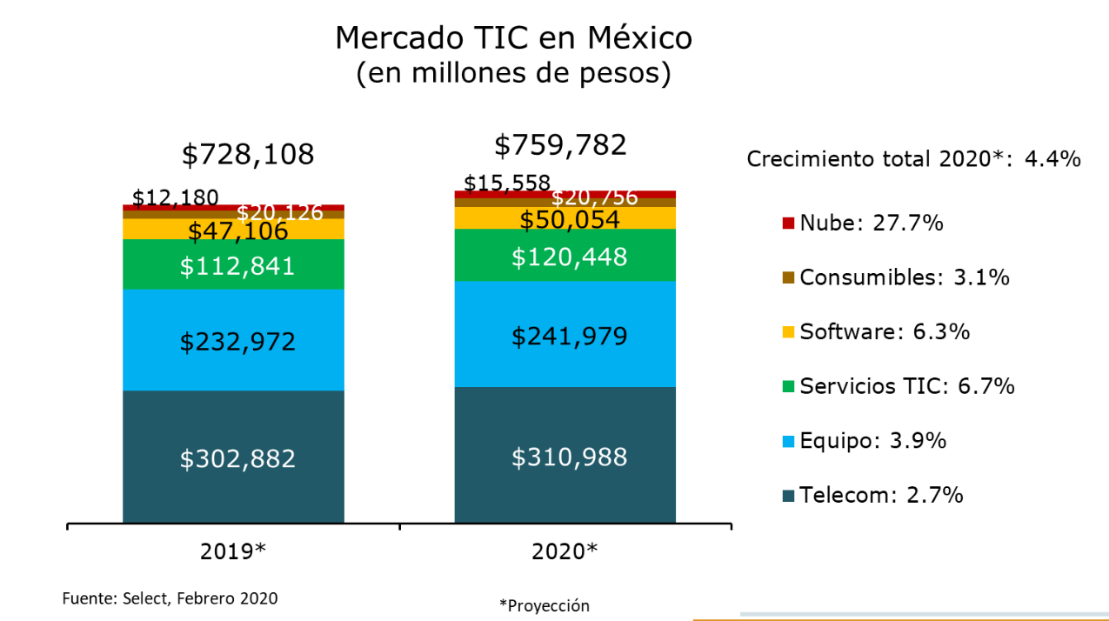 Mercado TIC en México
(en millones de pesos)
$728,108
$759,782
$12,180
$20,126
$47,106
$112,841
$232,972
$302,882
$15,558
$20,756
$50,054
$120,448
$241,979
$310,988
2019*
2020*
Crecimiento total 2020*: 4.4%
Nube: 27.7%
Consumibles: 3.1%
Software: 6.3%
Servicios TIC: 6.7%
Equipo: 3.9%
Telecom: 2.7%
Fuente: Select, Febrero 2020
*Proyección